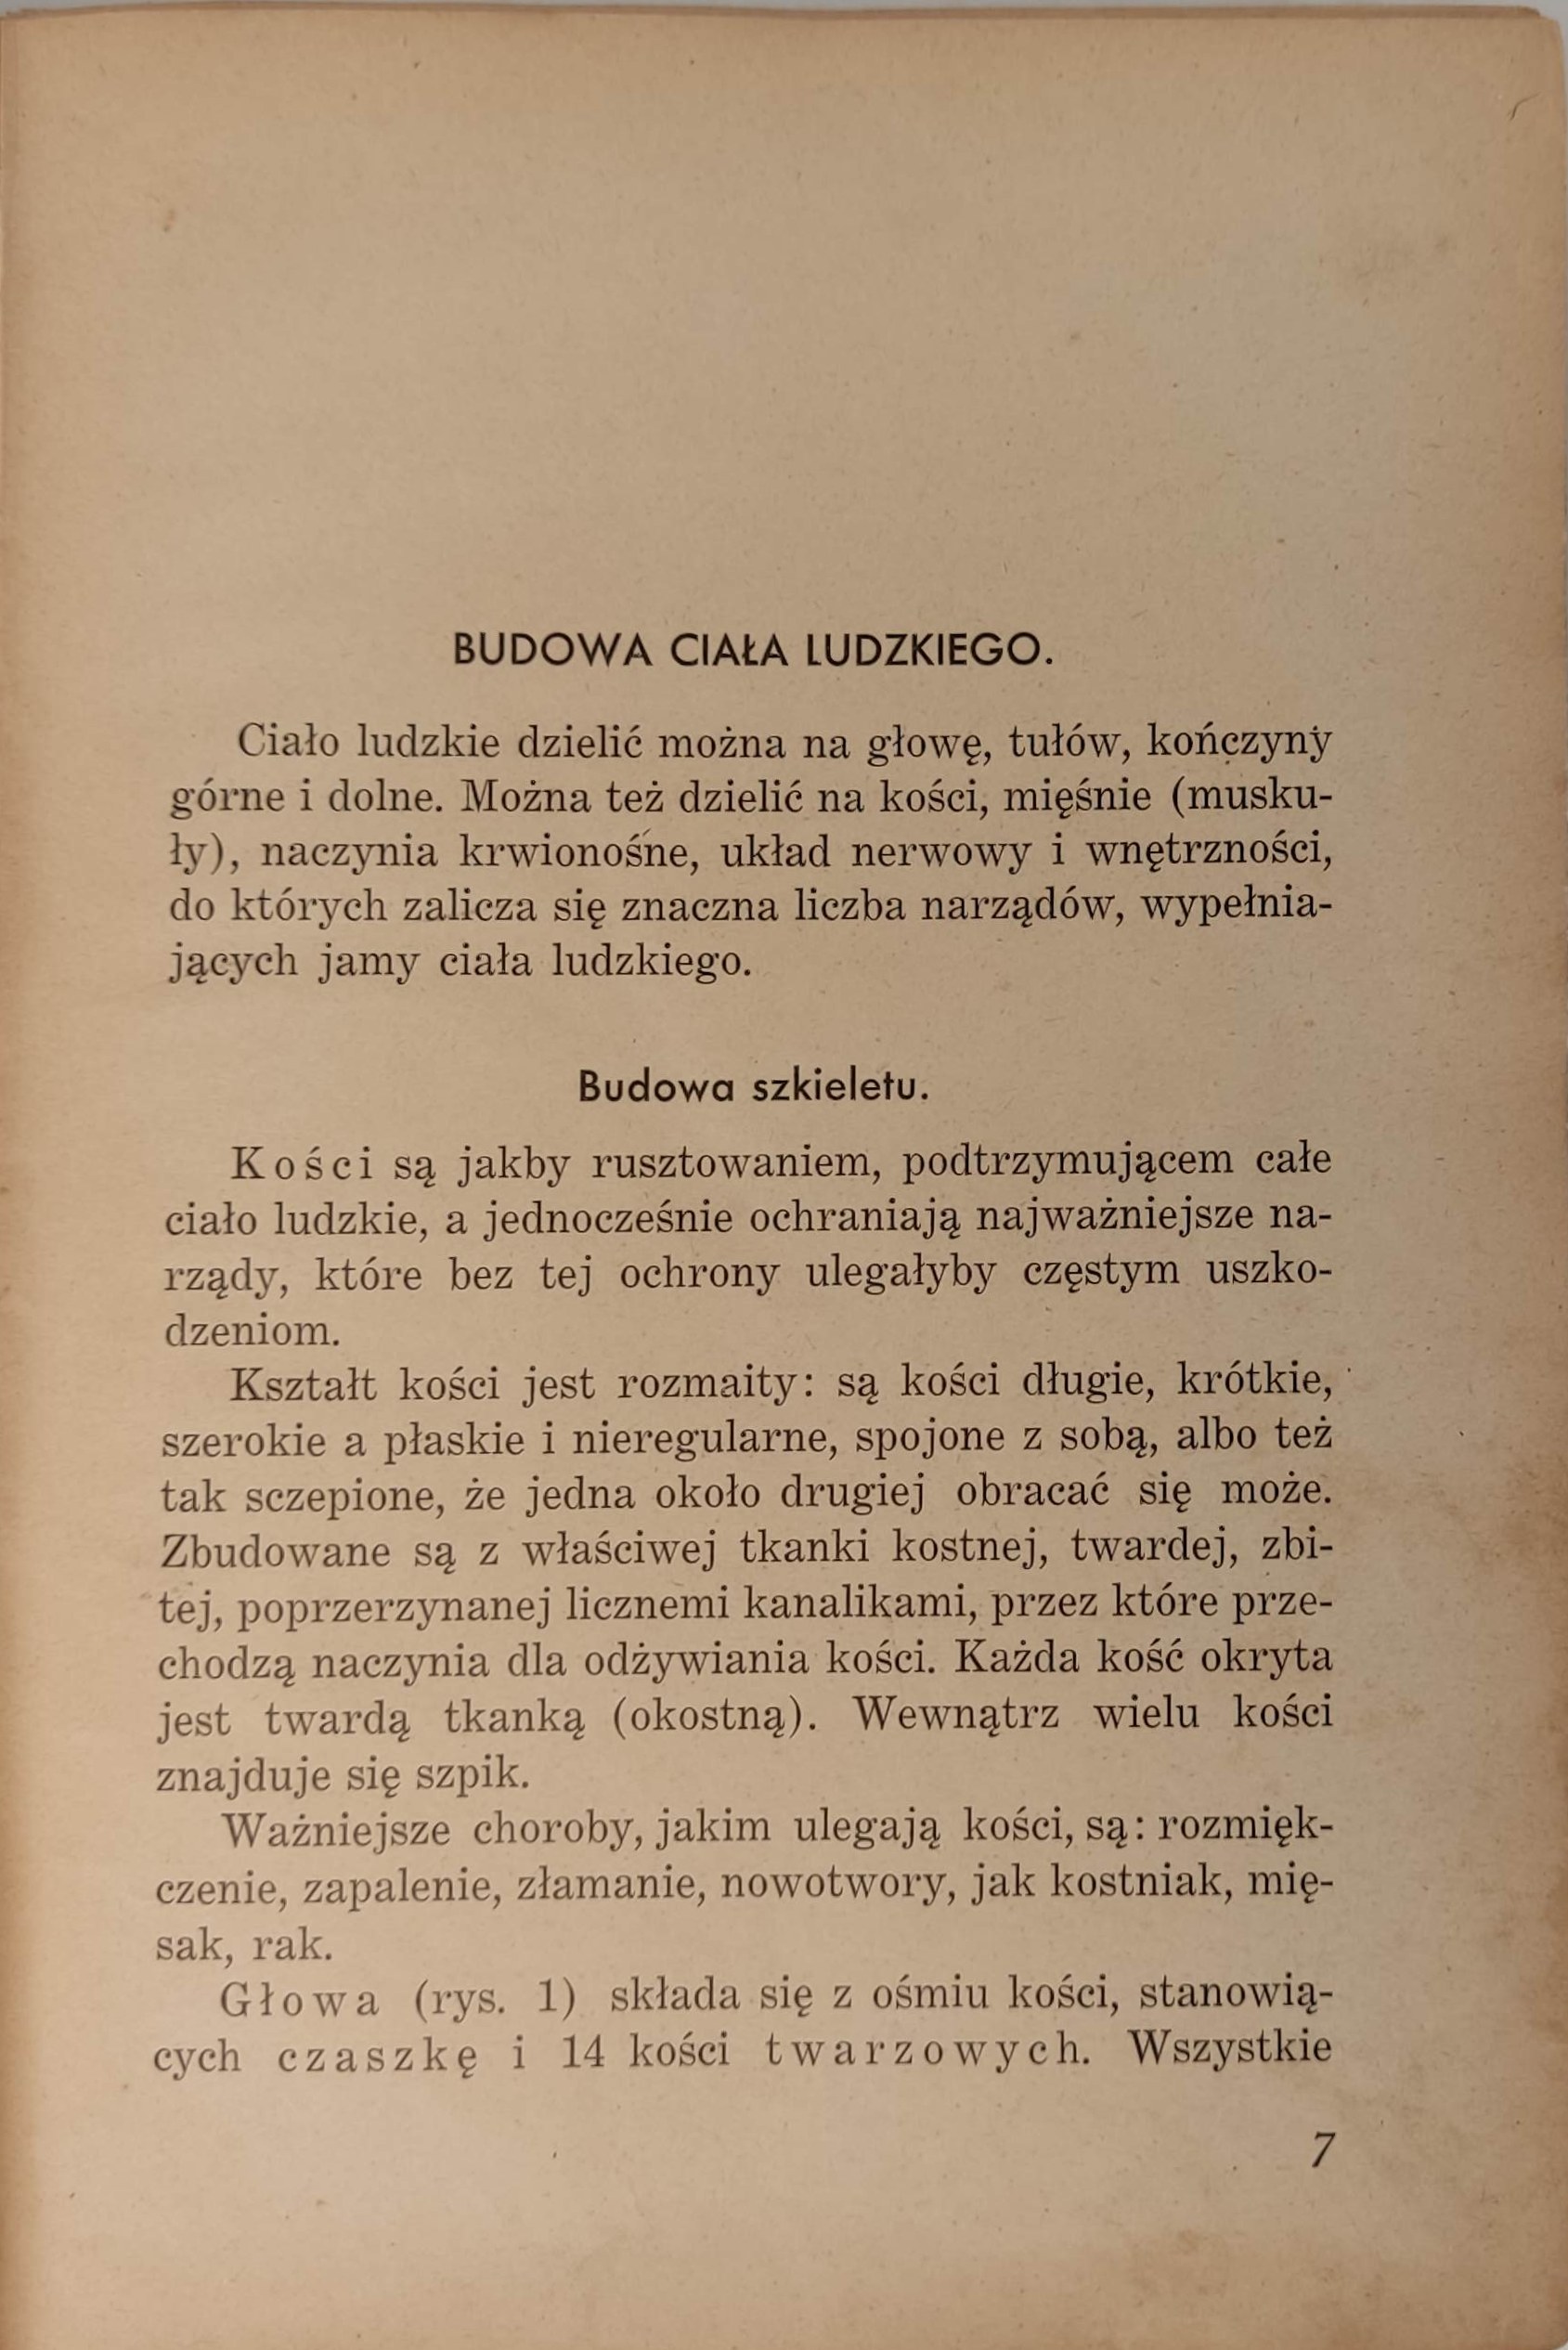 BUDOWA CIAŁA LUDZKIEGO.
Ciało ludzkie dzielić można na głowę, tułów, kończyny
górne i dolne. Można też dzielić na kości, mięśnie (musku-
ły), naczynia krwionośne, układ nerwowy i wnętrzności,
do których zalicza się znaczna liczba narządów, wypełnia-
jących jamy ciała ludzkiego.
Budowa szkieletu.
Kości są jakby rusztowaniem, podtrzymującem całe
ciało ludzkie, a jednocześnie ochraniają najważniejsze na-
rządy, które bez tej ochrony ulegałyby częstym uszko-
dzeniom.
Kształt kości jest rozmaity: są kości długie, krótkie,
szerokie a płaskie i nieregularne, spojone z sobą, albo też
tak sczepione, że jedna około drugiej obracać się może.
Zbudowane są z właściwej tkanki kostnej, twardej, zbi-
tej, poprzerzynanej licznemi kanalikami, przez które prze-
chodzą naczynia dla odżywiania kości. Każda kość okryta
jest twardą tkanką (okostną). Wewnątrz wielu kości
znajduje się szpik.
Ważniejsze choroby, jakim ulegają kości, są: rozmięk-
czenie, zapalenie, złamanie, nowotwory, jak kostniak, mię-
sak, rak.
Głowa (rys. 1) składa się z ośmiu kości, stanowią-
cych czaszkę i 14 kości twarzowych. Wszystkie
7